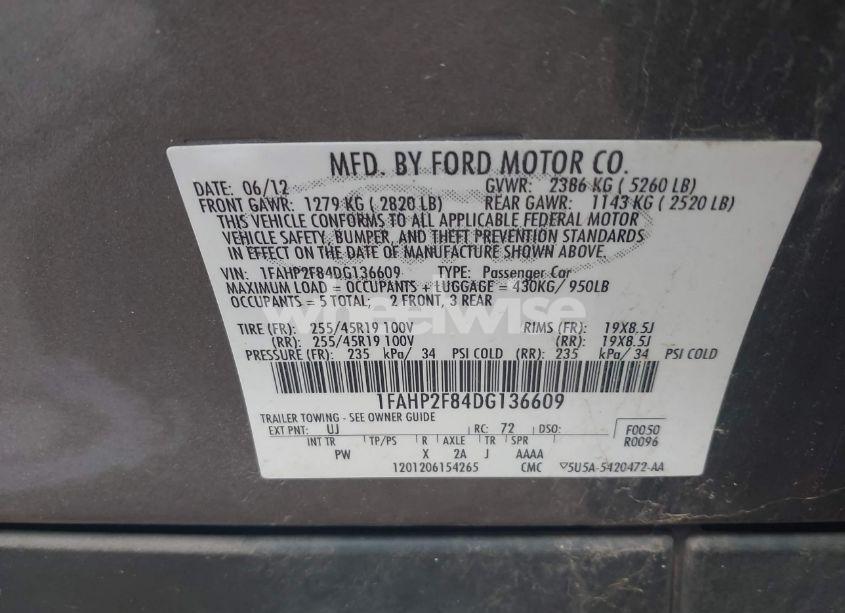 MFD. BY FORD MOTOR CO.
DATE: 06/12 GVWR: 2386 KG ( 5260 LB)
FRONT GAWR: 1279 KG ( 2820 LB) REAR GAWR: 1143 KG ( 2520 LB)
THIS VEHICLE CONFORMS TO ALL APPLICABLE FEDERAL MOTOR
VEHICLE SAFETY, BUMPER, AND THEFT PREVENTION STANDARDS
IN EFFECT ON THE DATE OF MANUFACTURE SHOWN ABOVE.
VIN: 1FAHP2F84DG136609 TYPE: Passenger Car
MAXIMUM LOAD = OCCUPANTS + LUGGAGE = 430KG/ 950LB
OCCUPANTS = 5 TOTAL; 2 FRONT, 3 REAR
wheelwise
TIRE (FR): 255/45R19 100V RIMS (FR): 19X8.5J
(RR): 255/45R19 100V (RR): 19X8.5J
PRESSURE (FR): 235 kPa/ 34 PSI COLD (RR): 235 kPa/ 34 PSI COLD
1FAHP2F84DG136609
TRAILER TOWING - SEE OWNER GUIDE
EXT PNT: UJ RC: 72 DSO: F0050
R0096
INT TR TP/PS R AXLE TR SPR
PW X 2A J AAAA
1201206154265 CMC ▽5U5A-5420472-AA